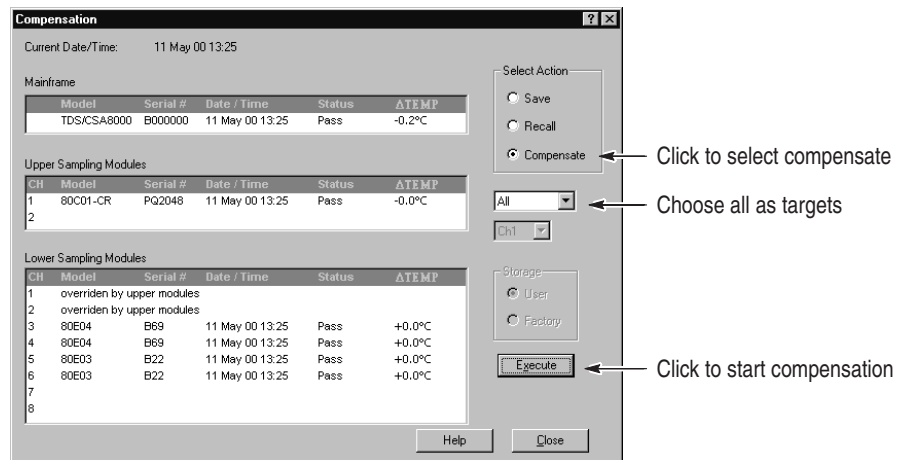 Compensation
Current Date/Time: 11 May 00 13:25
Mainframe
Model Serial # Date / Time Status ΔTEMP
TDS/CSA8000 B000000 11 May 00 13:25 Pass -0.2°C
Upper Sampling Modules
CH Model Serial # Date / Time Status ΔTEMP
1 80C01-CR PQ2048 11 May 00 13:25 Pass -0.0°C
2
Lower Sampling Modules
CH Model Serial # Date / Time Status ΔTEMP
1 overriden by upper modules
2 overriden by upper modules
3 80E04 B69 11 May 00 13:25 Pass +0.0°C
4 80E04 B69 11 May 00 13:25 Pass +0.0°C
5 80E03 B22 11 May 00 13:25 Pass +0.0°C
6 80E03 B22 11 May 00 13:25 Pass +0.0°C
7
8
Select Action
Save
Recall
Compensate
All
Ch1
Storage
User
Factory
Execute
Help
Close
Click to select compensate
Choose all as targets
Click to start compensation